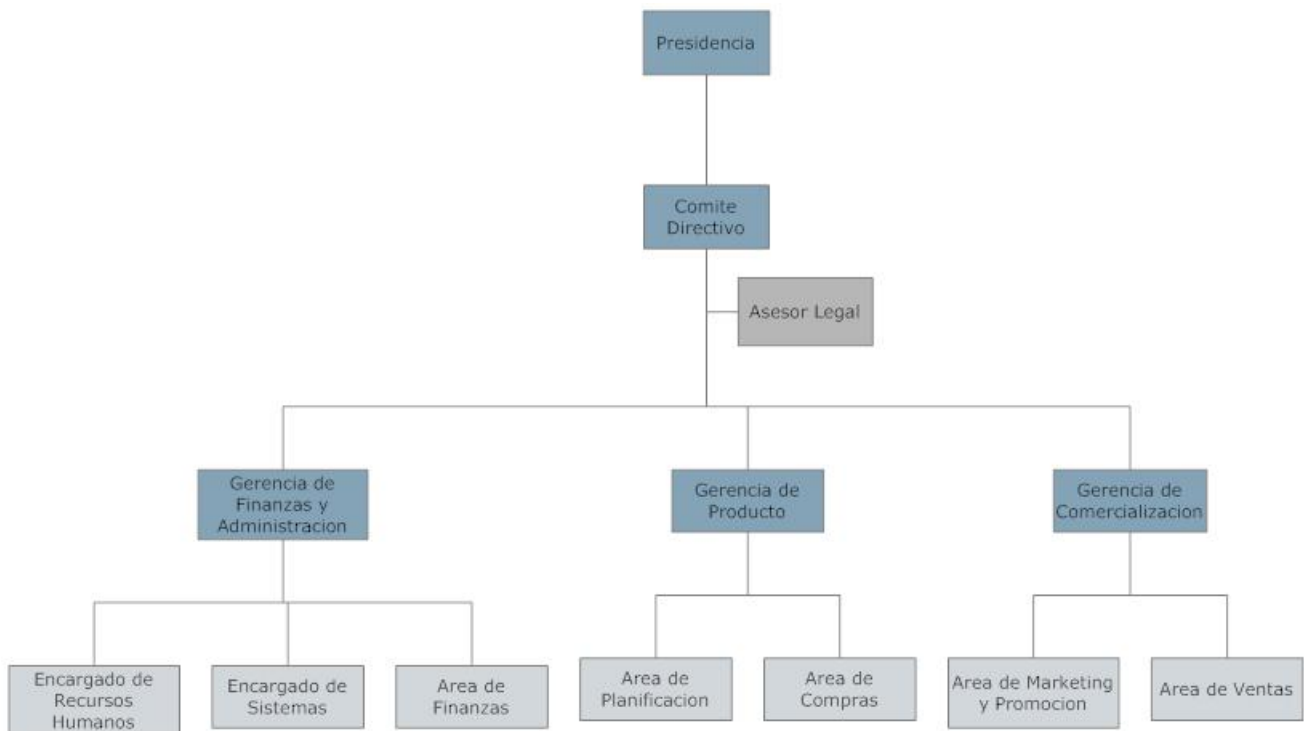 Presidencia
Comite
Directivo
Asesor Legal
Gerencia de
Finanzas y
Administracion
Gerencia de
Producto
Gerencia de
Comercializacion
Encargado de
Recursos
Humanos
Encargado de
Sistemas
Area de
Finanzas
Area de
Planificacion
Area de
Compras
Area de Marketing
y Promocion
Area de Ventas